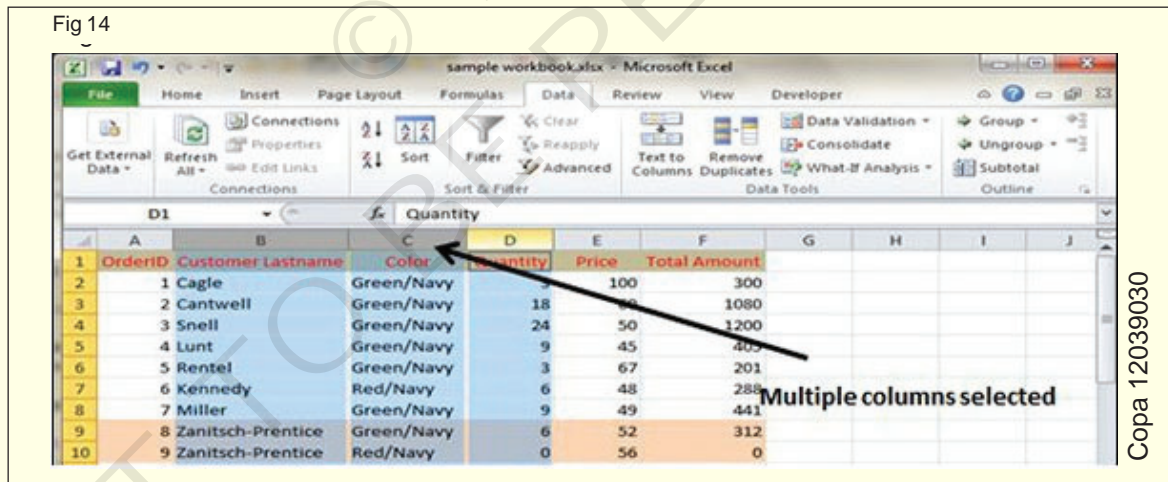 Fig 14
sample workbook.xlsx - Microsoft Excel
File Home Insert Page Layout Formulas Data Review View Developer
Get External Data
Refresh All
Connections
Properties
Edit Links
Connections
Sort
Filter
Clear
Reapply
Advanced
Sort & Filter
Text to Columns
Remove Duplicates
Data Validation
Consolidate
What-If Analysis
Data Tools
Group
Ungroup
Subtotal
Outline
D1 fx Quantity
A B C D E F G H I J
1 OrderID Customer Lastname Color Quantity Price Total Amount
2 1 Cagle Green/Navy 100 300
3 2 Cantwell Green/Navy 18 1080
4 3 Snell Green/Navy 24 50 1200
5 4 Lunt Green/Navy 9 45 405
6 5 Rentel Green/Navy 3 67 201
7 6 Kennedy Red/Navy 6 48 288
8 7 Miller Green/Navy 9 49 441
9 8 Zanitsch-Prentice Green/Navy 6 52 312
10 9 Zanitsch-Prentice Red/Navy 0 56 0
Multiple columns selected
Copa 12039030
©
TO BE